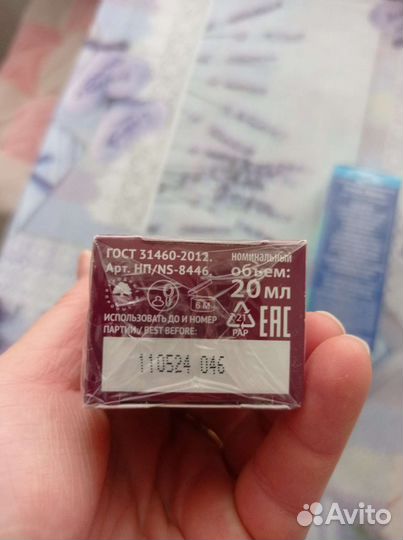 ГОСТ 31460-2012.
номинальный
Арт. НП/NS-8446.
объем:
20 мл
6 М
21
PAP
EAC
ИСПОЛЬЗОВАТЬ ДО И НОМЕР
ПАРТИИ: / BEST BEFORE:
110524 046
Avito